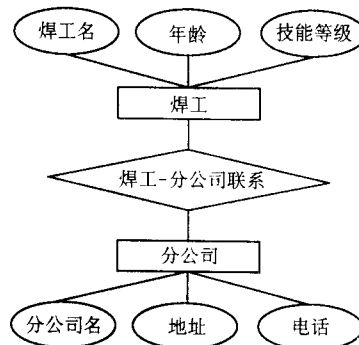 焊工名 年龄 技能等级
焊工
焊工-分公司联系
分公司
分公司名 地址 电话